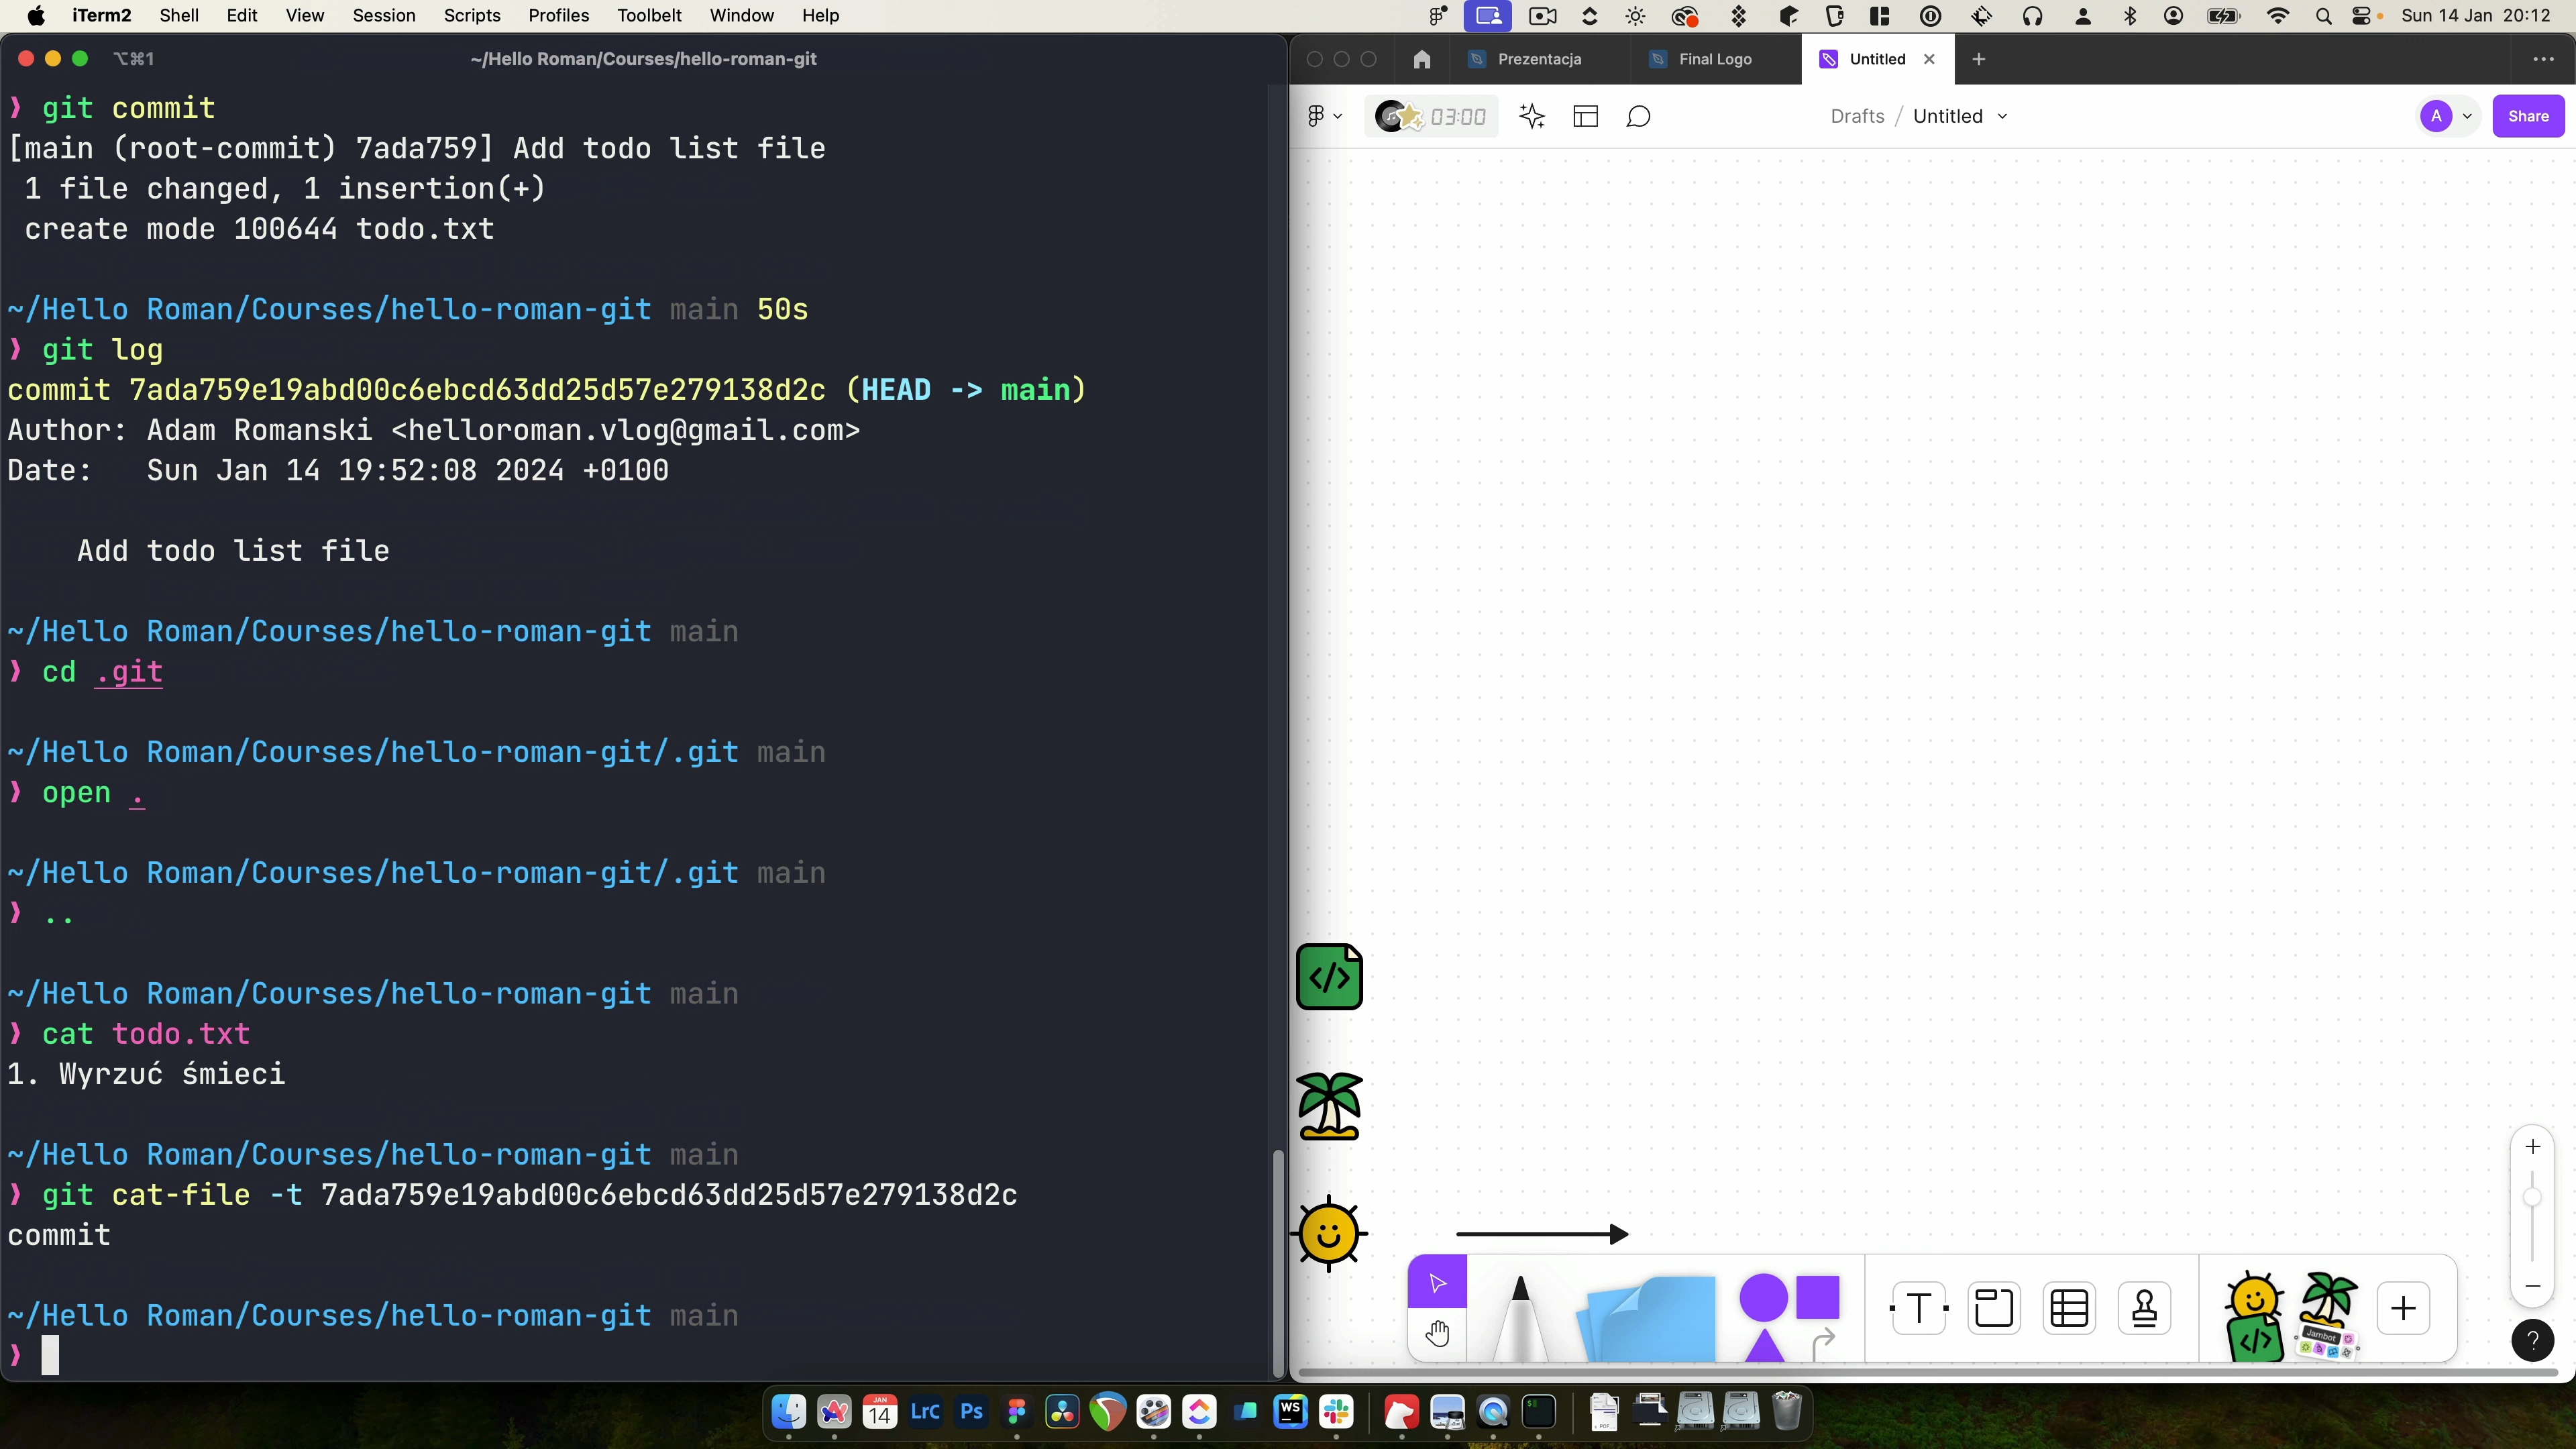 iTerm2 Shell Edit View Session Scripts Profiles Toolbelt Window Help Sun 14 Jan 20:12
⌥⌘1 ~/Hello Roman/Courses/hello-roman-git
Prezentacja Final Logo Untitled
03:00 Drafts / Untitled A Share
❯ git commit
[main (root-commit) 7ada759] Add todo list file
1 file changed, 1 insertion(+)
create mode 100644 todo.txt
~/Hello Roman/Courses/hello-roman-git main 50s
❯ git log
commit 7ada759e19abd00c6ebcd63dd25d57e279138d2c (HEAD -> main)
Author: Adam Romanski <helloroman.vlog@gmail.com>
Date: Sun Jan 14 19:52:08 2024 +0100
Add todo list file
~/Hello Roman/Courses/hello-roman-git main
❯ cd .git
~/Hello Roman/Courses/hello-roman-git/.git main
❯ open .
~/Hello Roman/Courses/hello-roman-git/.git main
❯ ..
~/Hello Roman/Courses/hello-roman-git main
❯ cat todo.txt
1. Wyrzuć śmieci
~/Hello Roman/Courses/hello-roman-git main
❯ git cat-file -t 7ada759e19abd00c6ebcd63dd25d57e279138d2c
commit
~/Hello Roman/Courses/hello-roman-git main
❯
</>
T
</>
Jambot
?
JAN
14
LrC
Ps
WS
$
PDF